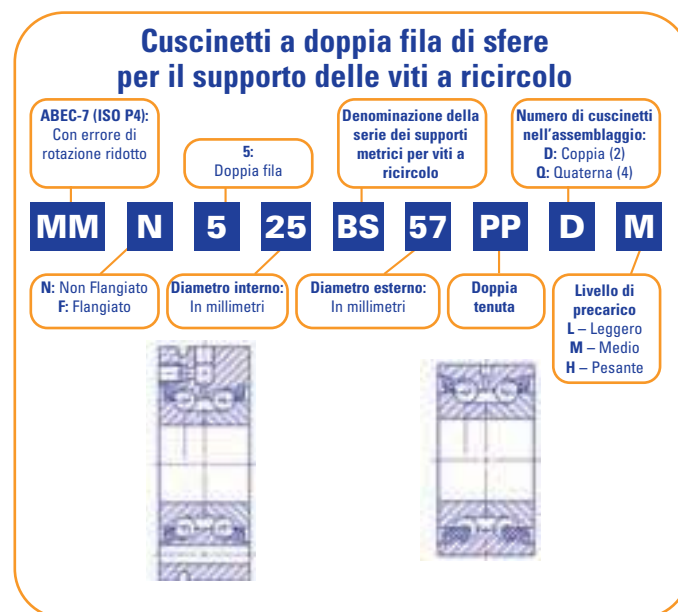 Cuscinetti a doppia fila di sfere
per il supporto delle viti a ricircolo
ABEC-7 (ISO P4):
Con errore di
rotazione ridotto
5:
Doppia fila
Denominazione della
serie dei supporti
metrici per viti a
ricircolo
Numero di cuscinetti
nell'assemblaggio:
D: Coppia (2)
Q: Quaterna (4)
MM N 5 25 BS 57 PP D M
N: Non Flangiato
F: Flangiato
Diametro interno:
In millimetri
Diametro esterno:
In millimetri
Doppia
tenuta
Livello di
precarico
L – Leggero
M – Medio
H – Pesante